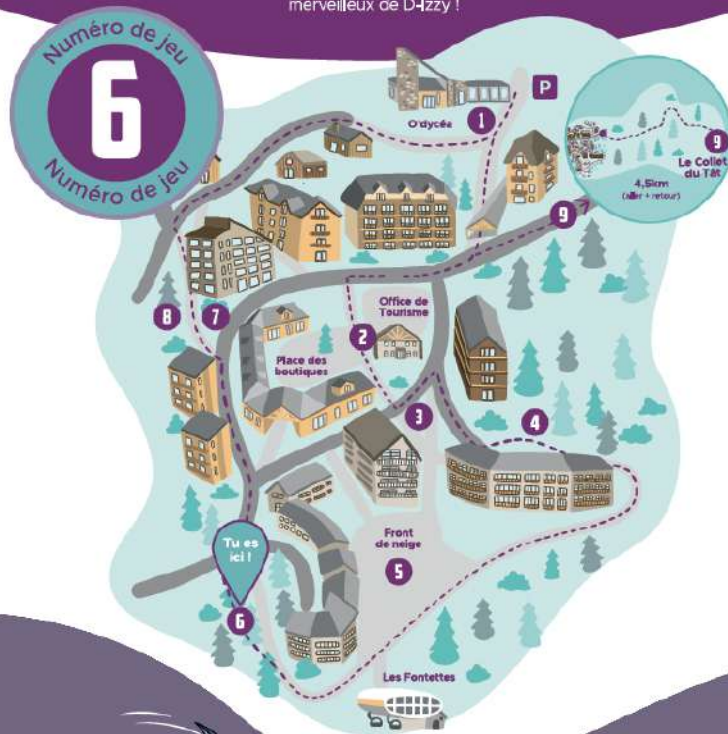 merveilleux de D-Izzy !
Numéro de jeu
6
Numéro de jeu
P
O'dycéa
1
9
Le Collet
du Tât
4,5km
(aller + retour)
9
8
7
Office de
Tourisme
2
Place des
boutiques
3
4
Tu es
ici !
Front
de neige
5
6
Les Fontettes